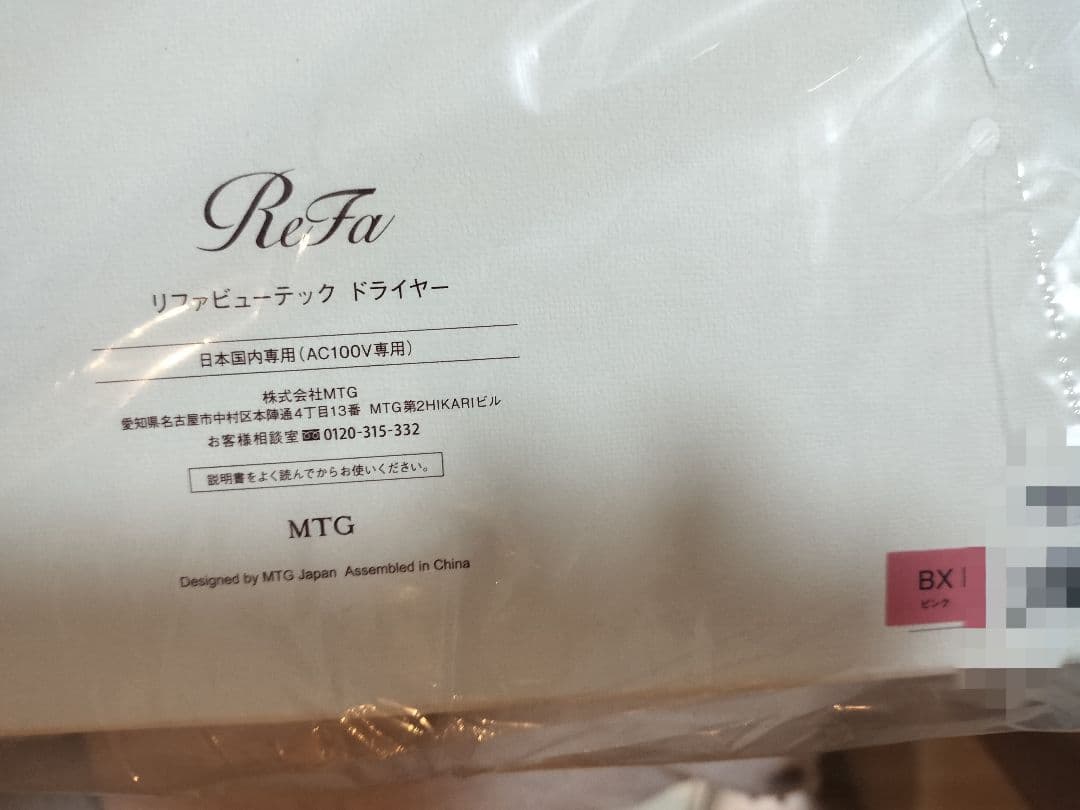 ReFa
リファビューテック ドライヤー
日本国内専用(AC100V専用)
株式会社MTG
愛知県名古屋市中村区本陣通4丁目13番 MTG第2HIKARIビル
お客様相談室 0120-315-332
説明書をよく読んでからお使いください。
MTG
Designed by MTG Japan Assembled in China
BX
ピンク